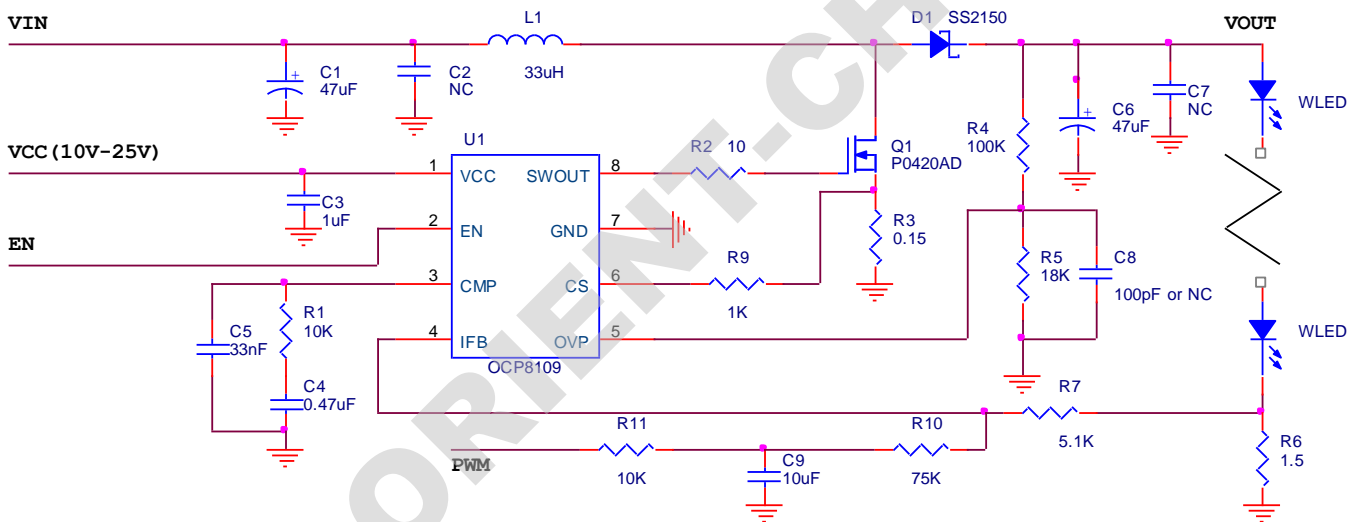 VIN
L1
D1 SS2150
VOUT
C1
47uF
C2
NC
33uH
C7
NC
WLED
C6
47uF
R4
100K
U1
VCC(10V-25V)
R2 10
Q1
P0420AD
1 VCC SWOUT 8
C3
1uF
2 EN GND 7
R3
0.15
EN
R9
R5
18K
C8
100pF or NC
3 CMP CS 6
R1
10K
1K
C5
33nF
4 IFB OVP 5
WLED
OCP8109
C4
0.47uF
R7
R11
R10
5.1K
R6
1.5
PWM
10K
C9
10uF
75K
ORIENT-CH